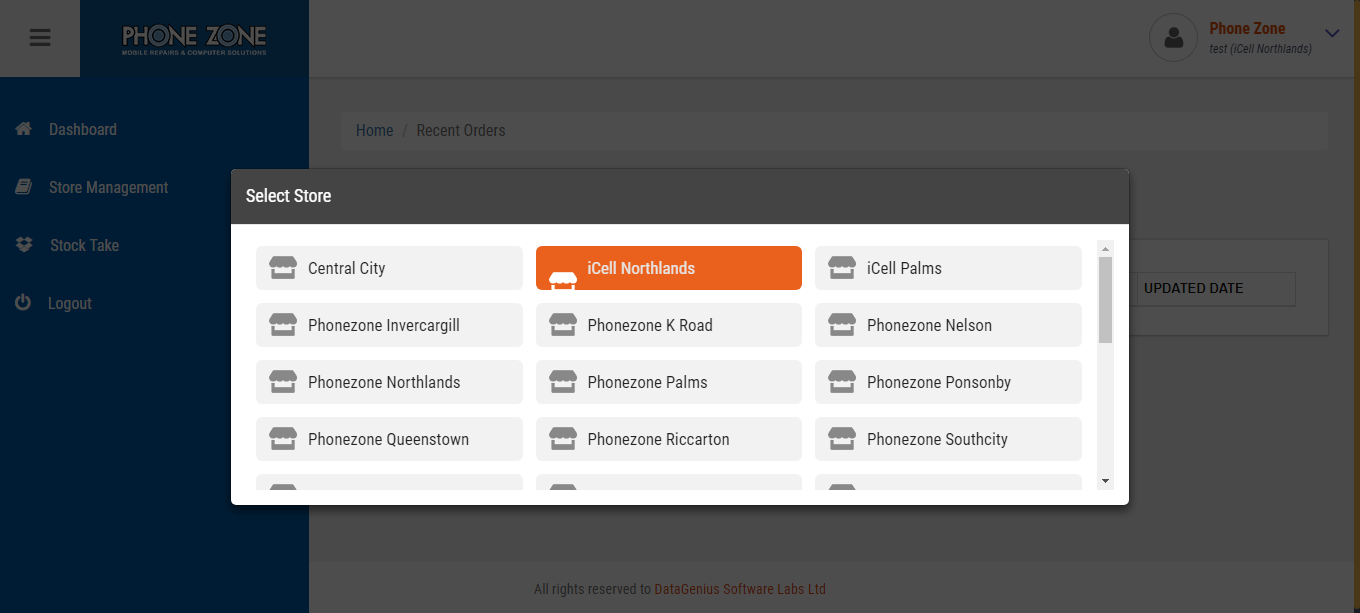 PHONE ZONE
MOBILE REPAIRS & COMPUTER SOLUTIONS
Phone Zone
test (iCell Northlands)
Dashboard
Store Management
Stock Take
Logout
Home / Recent Orders
Select Store
Central City
iCell Northlands
iCell Palms
Phonezone Invercargill
Phonezone K Road
Phonezone Nelson
Phonezone Northlands
Phonezone Palms
Phonezone Ponsonby
Phonezone Queenstown
Phonezone Riccarton
Phonezone Southcity
UPDATED DATE
All rights reserved to DataGenius Software Labs Ltd